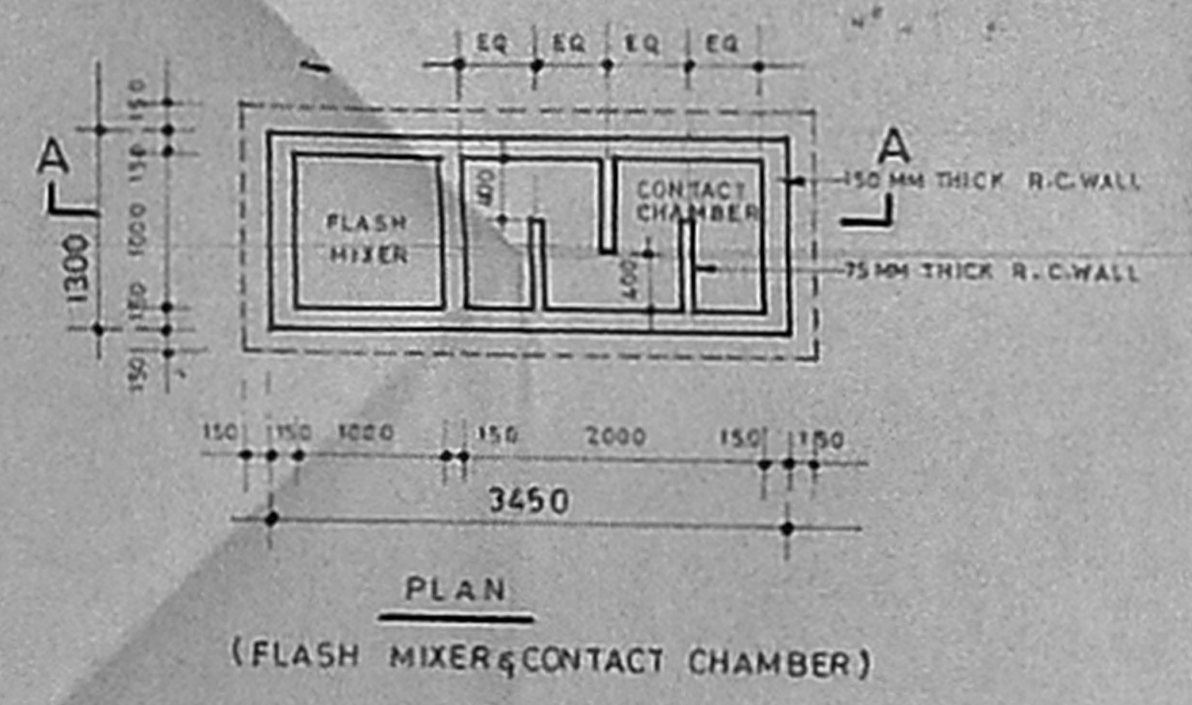 EQ EQ EQ EQ
A
A
150
150
1000
150
150
1300
FLASH
MIXER
400
CONTACT
CHAMBER
400
150 MM THICK R.C.WALL
75 MM THICK R.C.WALL
150 150 1000 150 2000 150 150
3450
PLAN
(FLASH MIXER & CONTACT CHAMBER)